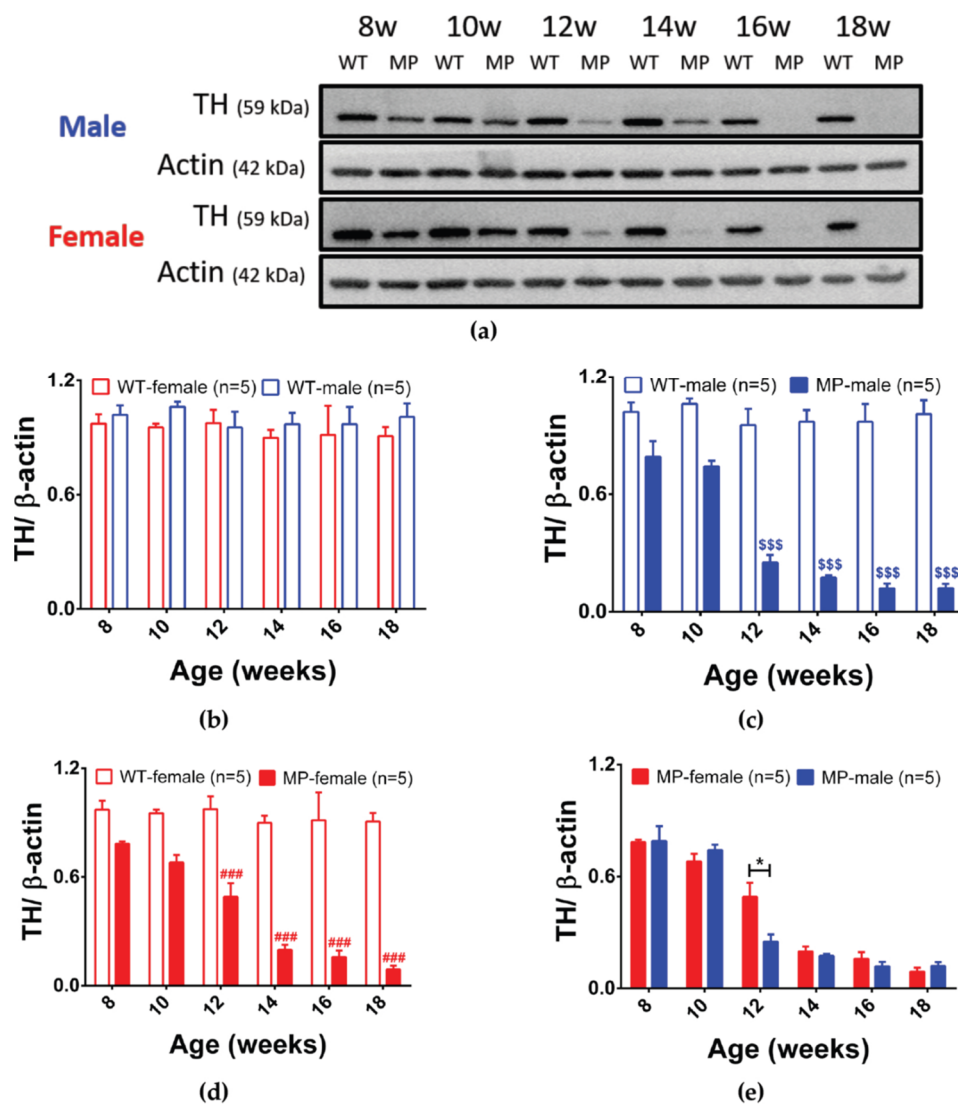 8w 10w 12w 14w 16w 18w
WT MP WT MP WT MP WT MP WT MP WT MP
Male
TH (59 kDa)
Actin (42 kDa)
Female
TH (59 kDa)
Actin (42 kDa)
(a)
WT-female (n=5) WT-male (n=5)
TH/ β-actin
1.2
0.6
0.0
8 10 12 14 16 18
Age (weeks)
(b)
WT-male (n=5) MP-male (n=5)
TH/ β-actin
1.2
0.6
0.0
$$$ $$$ $$$ $$$
8 10 12 14 16 18
Age (weeks)
(c)
WT-female (n=5) MP-female (n=5)
TH/ β-actin
1.2
0.6
0.0
### ### ### ###
8 10 12 14 16 18
Age (weeks)
(d)
MP-female (n=5) MP-male (n=5)
TH/ β-actin
1.2
0.6
0.0
*
8 10 12 14 16 18
Age (weeks)
(e)